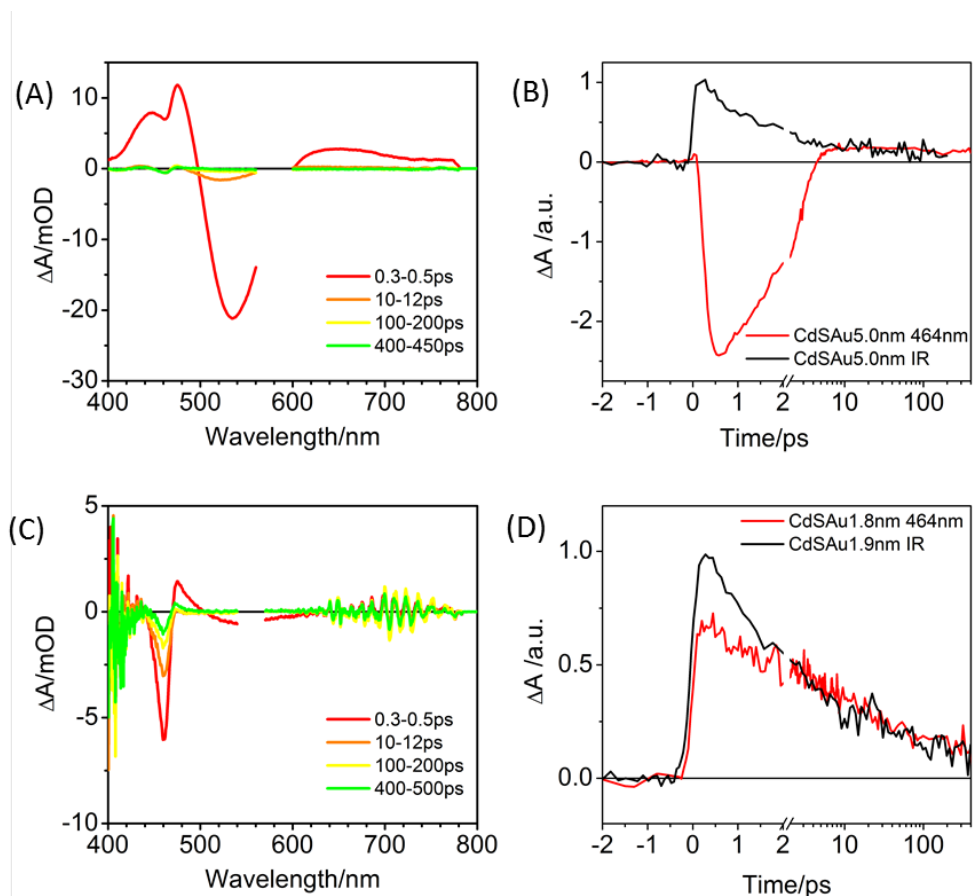 (A)
10
0
-10
-20
-30
ΔA/mOD
400 500 600 700 800
Wavelength/nm
0.3-0.5ps
10-12ps
100-200ps
400-450ps
(B)
1
0
-1
-2
ΔA /a.u.
-2 -1 0 1 2 10 100
Time/ps
CdSAu5.0nm 464nm
CdSAu5.0nm IR
(C)
5
0
-5
-10
ΔA/mOD
400 500 600 700 800
Wavelength/nm
0.3-0.5ps
10-12ps
100-200ps
400-500ps
(D)
1.0
0.5
0.0
ΔA /a.u.
-2 -1 0 1 2 10 100
Time/ps
CdSAu1.8nm 464nm
CdSAu1.9nm IR